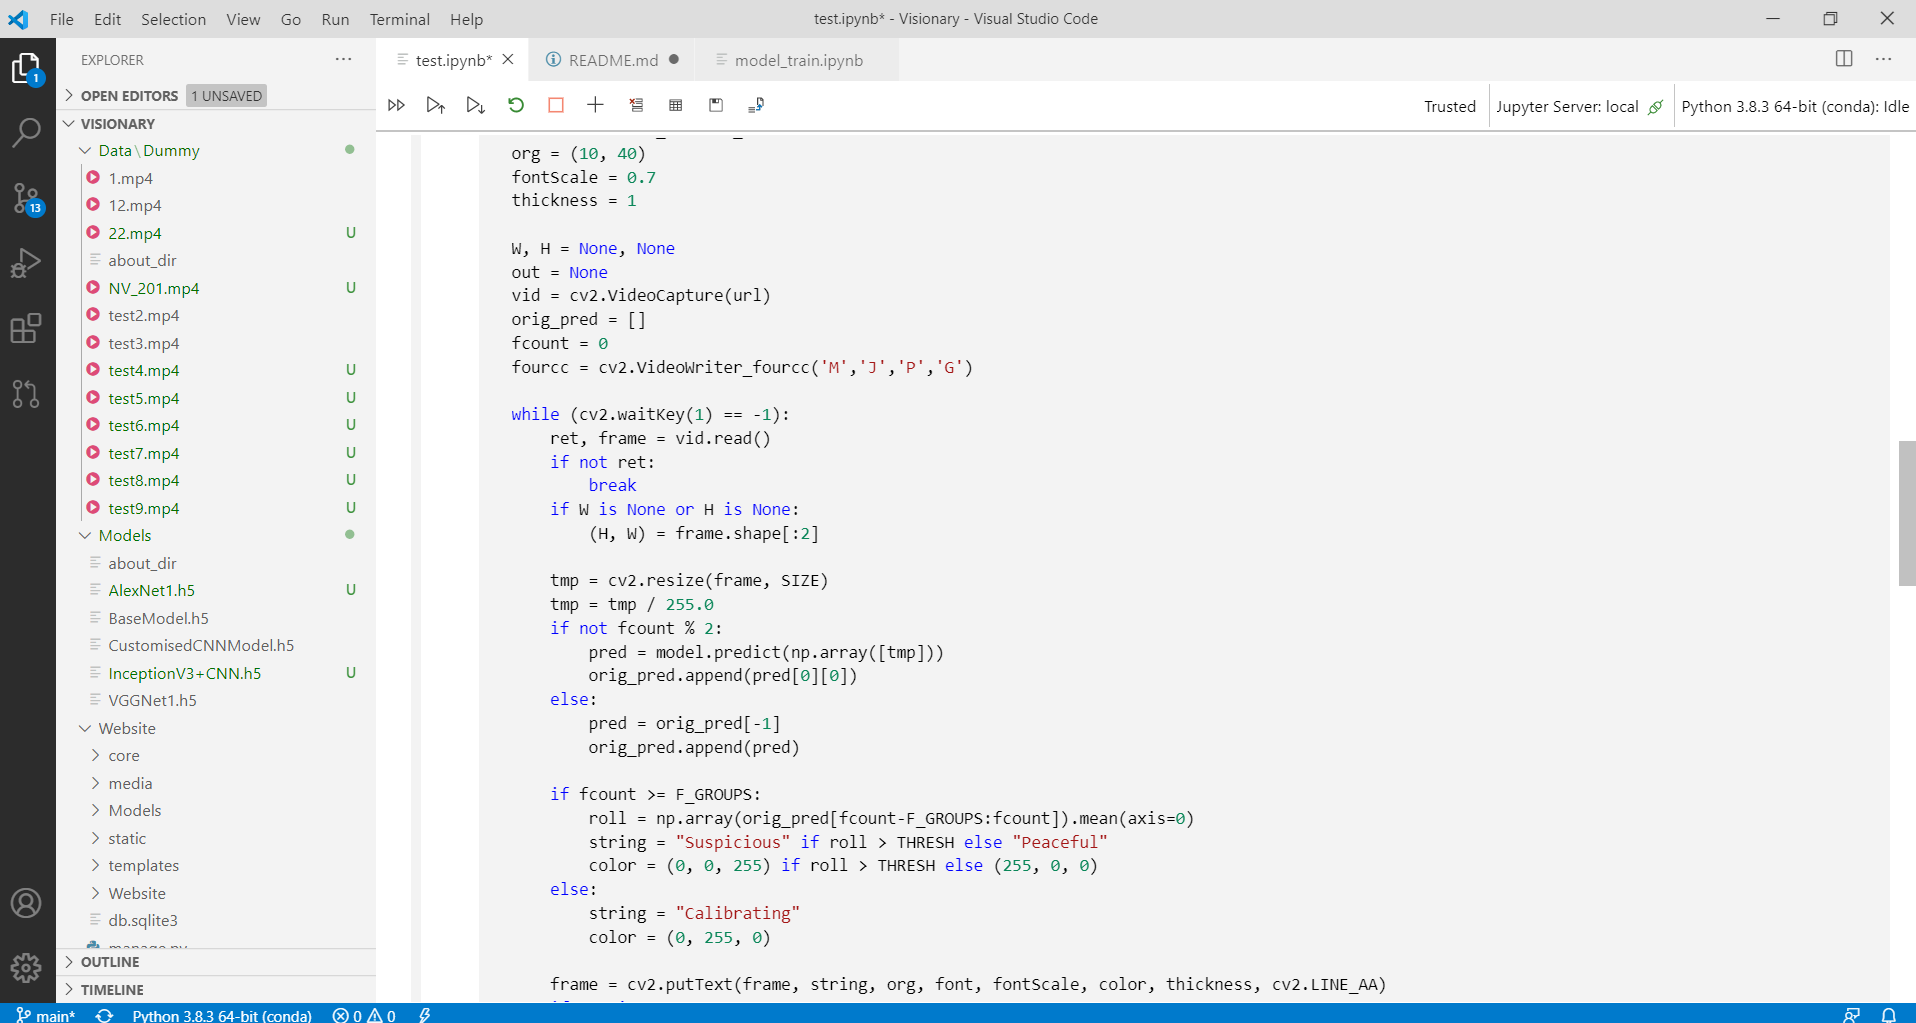 File Edit Selection View Go Run Terminal Help
test.ipynb* - Visionary - Visual Studio Code
EXPLORER
OPEN EDITORS 1 UNSAVED
VISIONARY
Data\Dummy
1.mp4
12.mp4
22.mp4 U
about_dir
NV_201.mp4 U
test2.mp4
test3.mp4
test4.mp4 U
test5.mp4 U
test6.mp4 U
test7.mp4 U
test8.mp4 U
test9.mp4 U
Models
about_dir
AlexNet1.h5 U
BaseModel.h5
CustomisedCNNModel.h5
InceptionV3+CNN.h5 U
VGGNet1.h5
Website
core
media
Models
static
templates
Website
db.sqlite3
manage.py
OUTLINE
TIMELINE
1
13
test.ipynb* README.md model_train.ipynb
Trusted Jupyter Server: local Python 3.8.3 64-bit (conda): Idle
org = (10, 40)
fontScale = 0.7
thickness = 1
W, H = None, None
out = None
vid = cv2.VideoCapture(url)
orig_pred = []
fcount = 0
fourcc = cv2.VideoWriter_fourcc('M','J','P','G')
while (cv2.waitKey(1) == -1):
    ret, frame = vid.read()
    if not ret:
        break
    if W is None or H is None:
        (H, W) = frame.shape[:2]
    tmp = cv2.resize(frame, SIZE)
    tmp = tmp / 255.0
    if not fcount % 2:
        pred = model.predict(np.array([tmp]))
        orig_pred.append(pred[0][0])
    else:
        pred = orig_pred[-1]
        orig_pred.append(pred)
    if fcount >= F_GROUPS:
        roll = np.array(orig_pred[fcount-F_GROUPS:fcount]).mean(axis=0)
        string = "Suspicious" if roll > THRESH else "Peaceful"
        color = (0, 0, 255) if roll > THRESH else (255, 0, 0)
    else:
        string = "Calibrating"
        color = (0, 255, 0)
    frame = cv2.putText(frame, string, org, font, fontScale, color, thickness, cv2.LINE_AA)
main* Python 3.8.3 64-bit (conda) 0 0